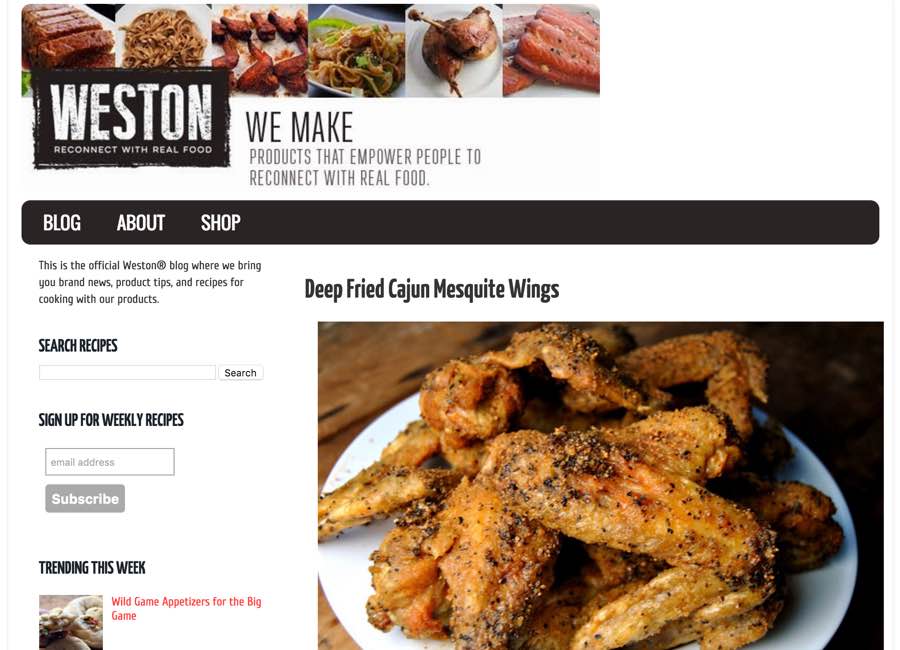 WESTON
RECONNECT WITH REAL FOOD
WE MAKE
PRODUCTS THAT EMPOWER PEOPLE TO
RECONNECT WITH REAL FOOD.
BLOG ABOUT SHOP
This is the official Weston® blog where we bring
you brand news, product tips, and recipes for
cooking with our products.
SEARCH RECIPES
Search
SIGN UP FOR WEEKLY RECIPES
email address
Subscribe
TRENDING THIS WEEK
Wild Game Appetizers for the Big
Game
Deep Fried Cajun Mesquite Wings